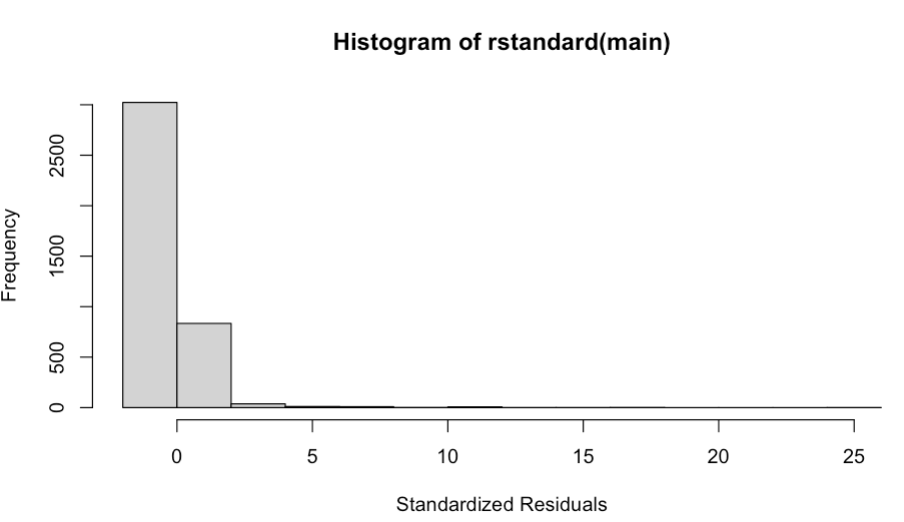 Histogram of rstandard(main)
Frequency
2500
1500
500
0
0 5 10 15 20 25
Standardized Residuals